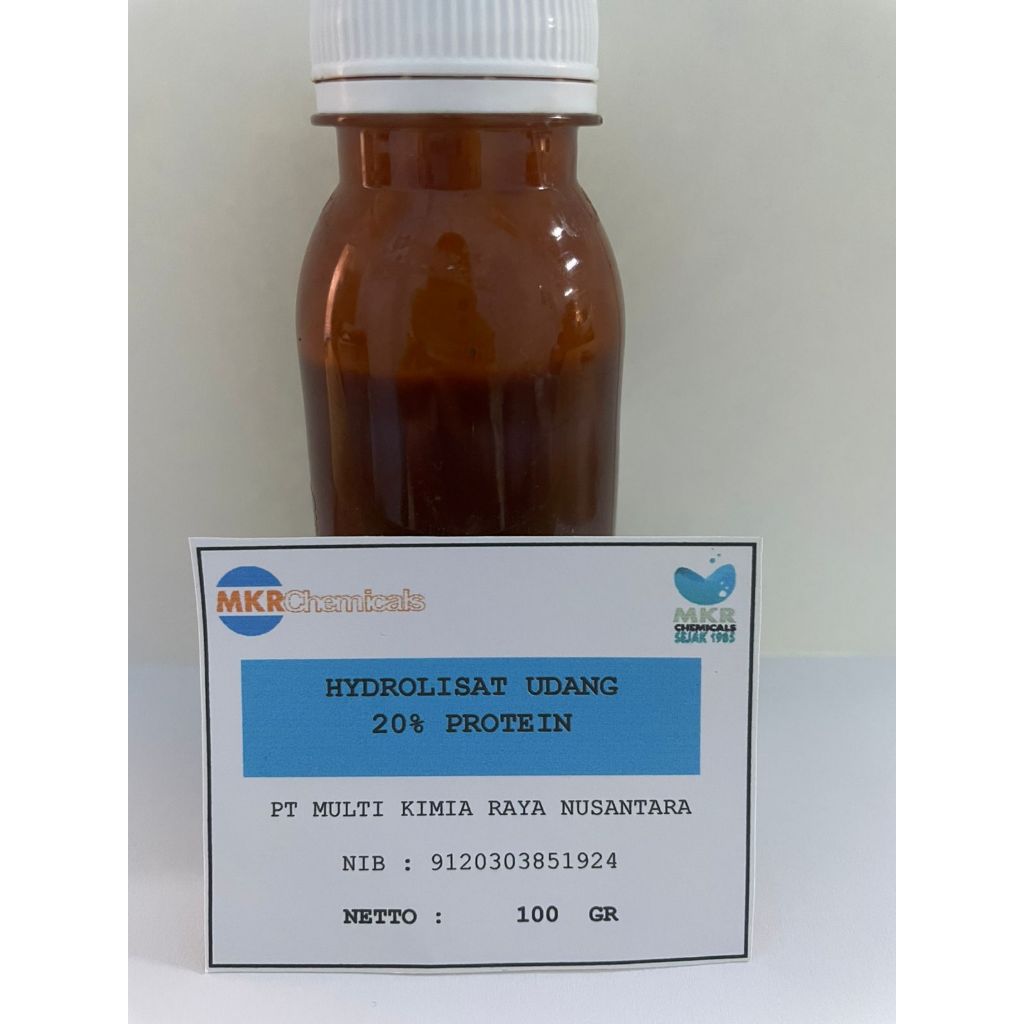 MKRChemicals
MKR
CHEMICALS
SEJAK 1985
HYDROLISAT UDANG
20% PROTEIN
PT MULTI KIMIA RAYA NUSANTARA
NIB : 9120303851924
NETTO : 100 GR